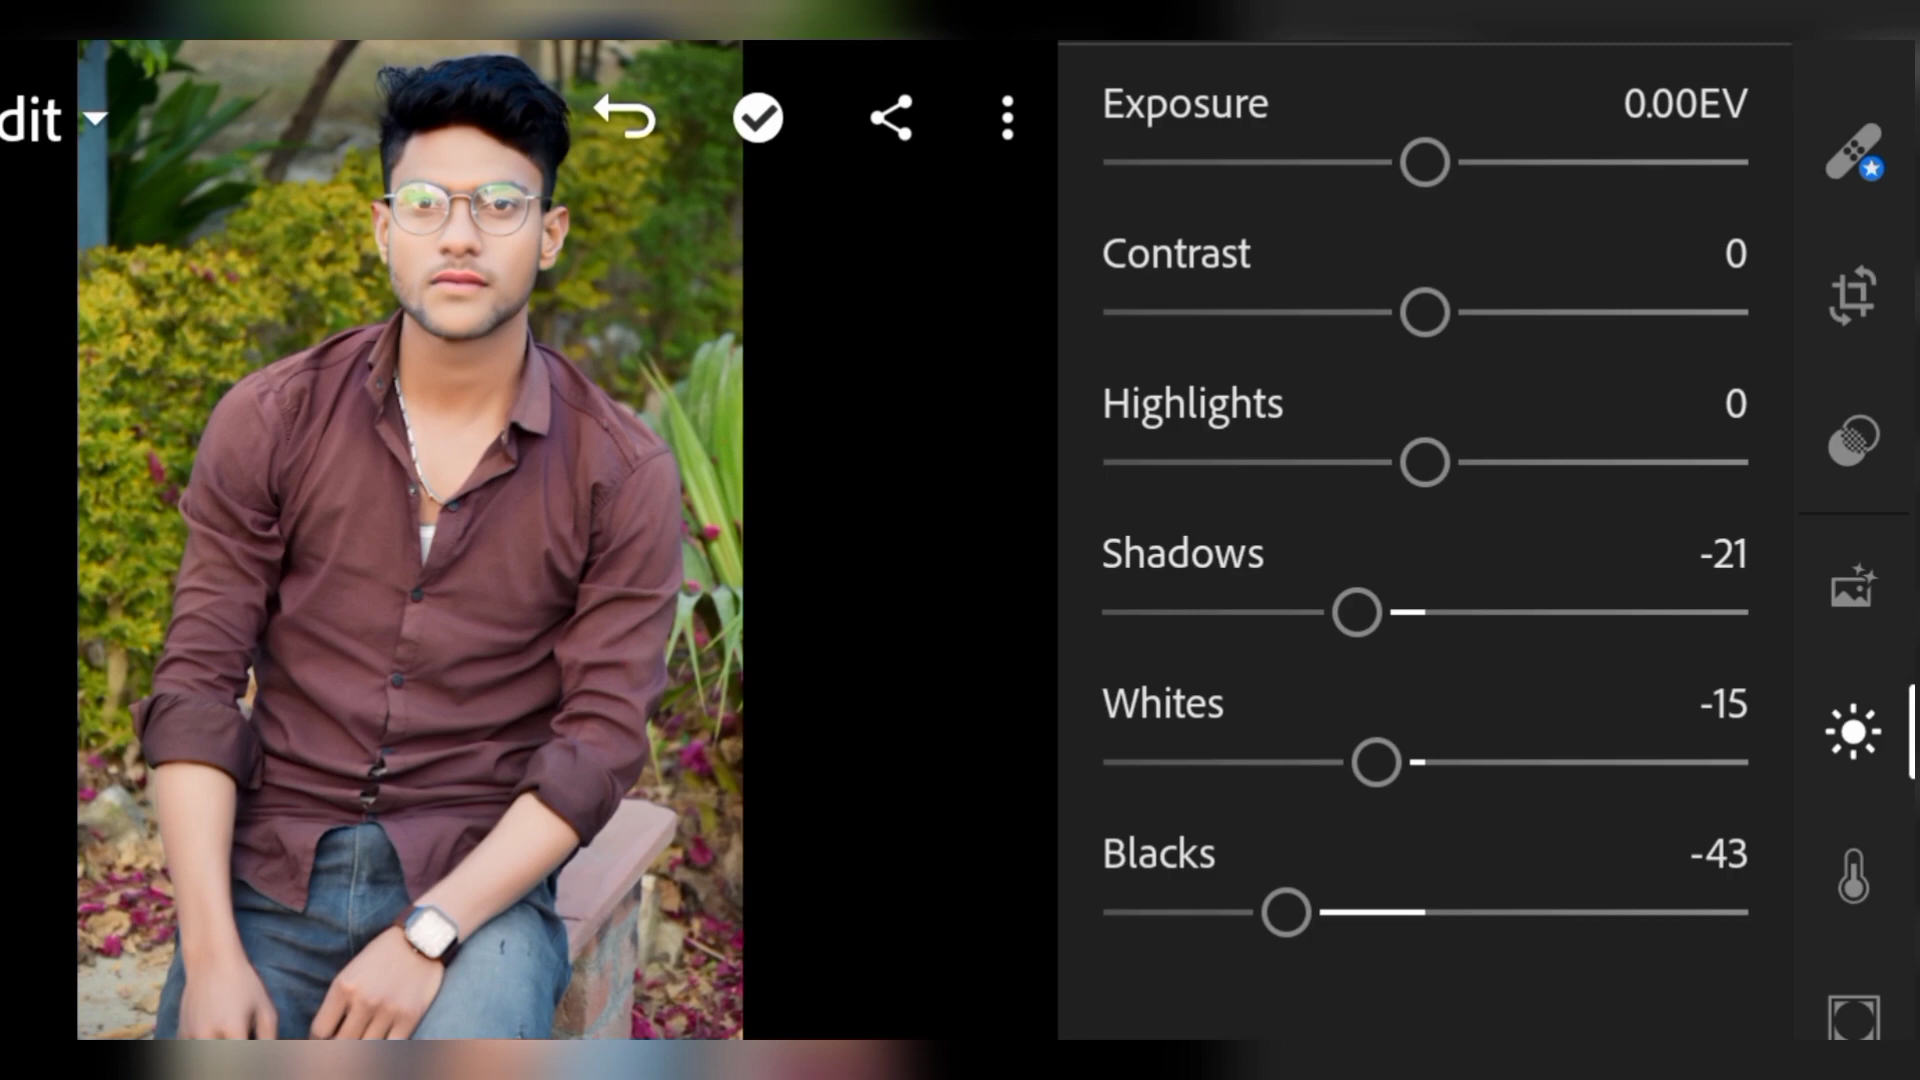 dit
Exposure 0.00EV
Contrast 0
Highlights 0
Shadows -21
Whites -15
Blacks -43